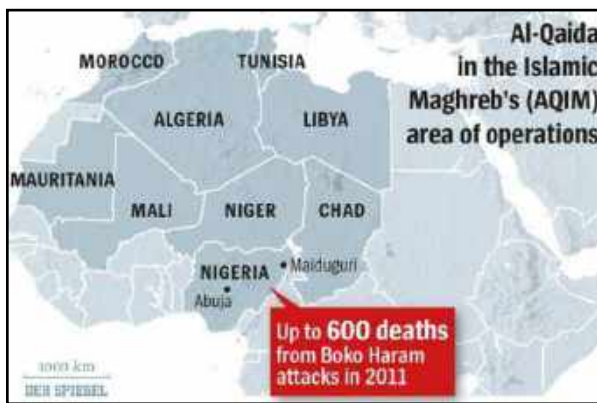 Al-Qaida
in the Islamic
Maghreb's (AQIM)
area of operations
MOROCCO
TUNISIA
ALGERIA
LIBYA
MAURITANIA
MALI
NIGER
CHAD
NIGERIA
Maiduguri
Abuja
Up to 600 deaths
from Boko Haram
attacks in 2011
1000 km
DER SPIEGEL